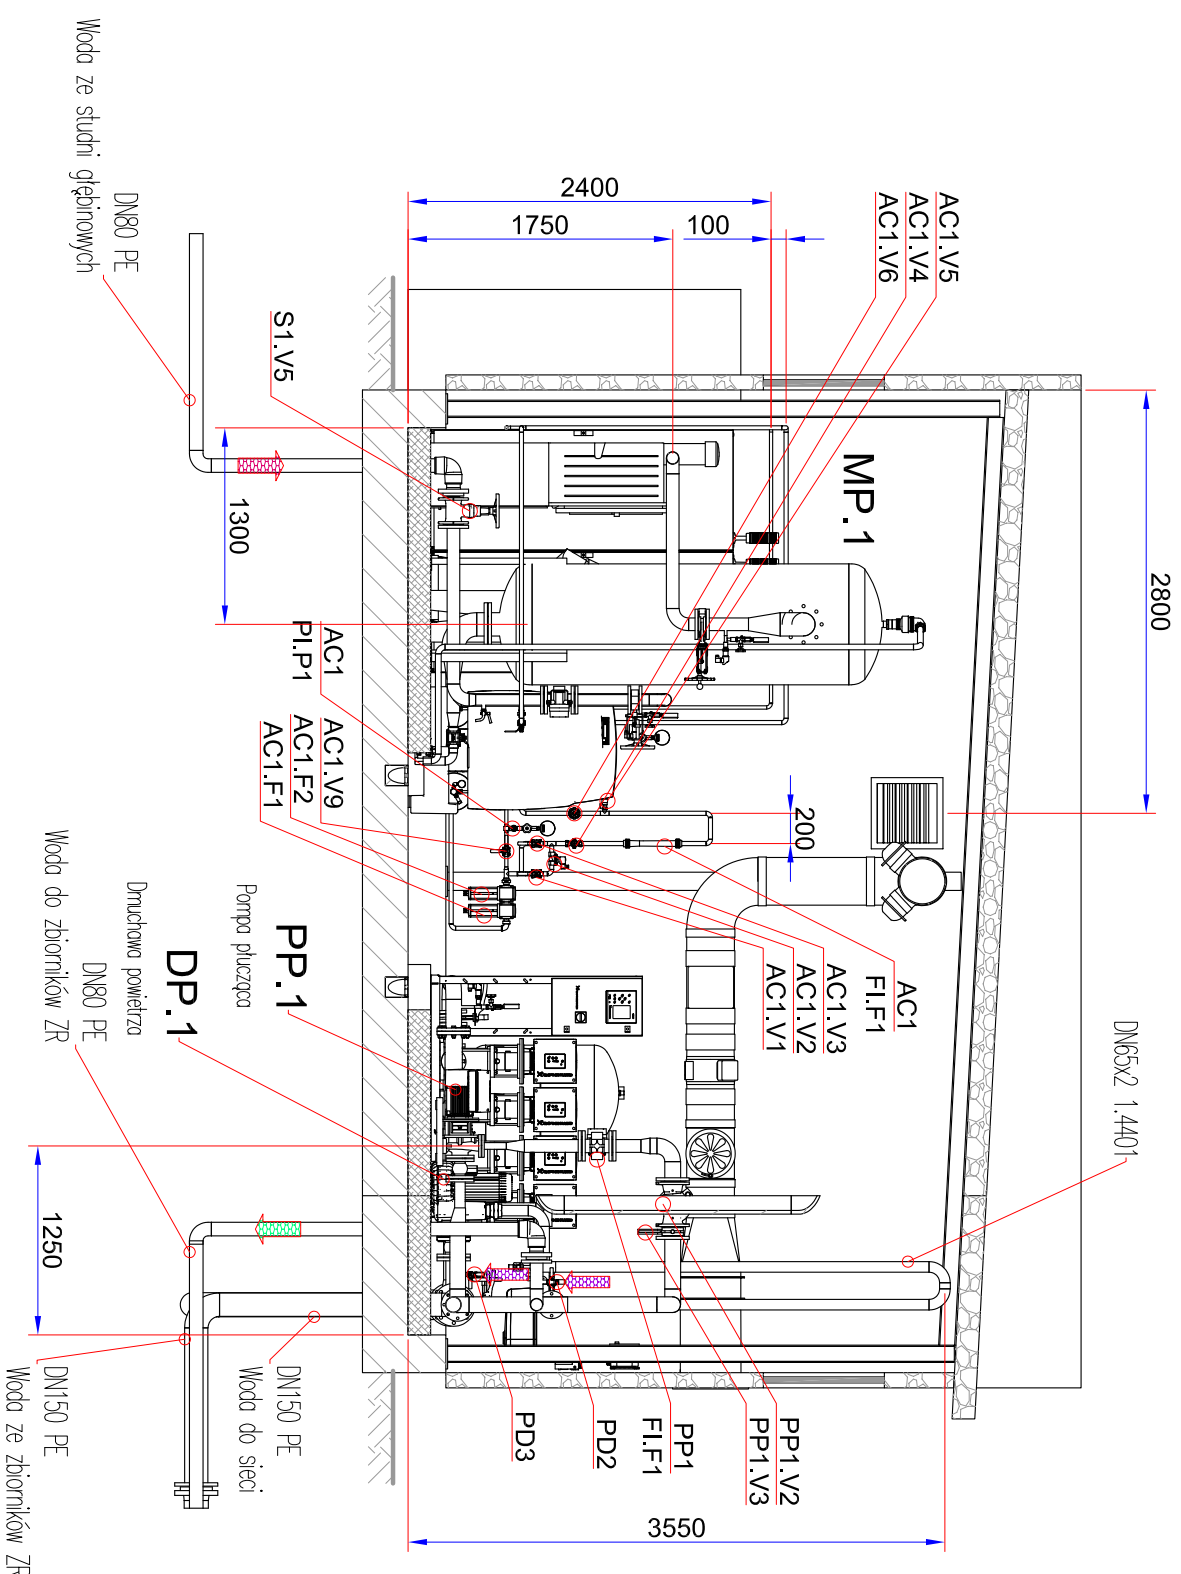 Woda ze studni głębinowych
DN80 PE
2400
1750
100
AC1.V5
AC1.V4
AC1.V6
S1.V5
2800
MP.1
1300
AC1
PI.P1
AC1.V9
AC1.F2
AC1.F1
200
AC1
FI.F1
AC1.V3
AC1.V2
AC1.V1
DN65x2 1.4401
PP.1
Pompa płucząca
DP.1
Dmuchawa powietrza
DN80 PE
Woda do zbiorników ZR
1250
DN150 PE
Woda do sieci
DN150 PE
Woda ze zbiorników ZR
PP1.V2
PP1.V3
PP1
FI.F1
PD2
PD3
3550